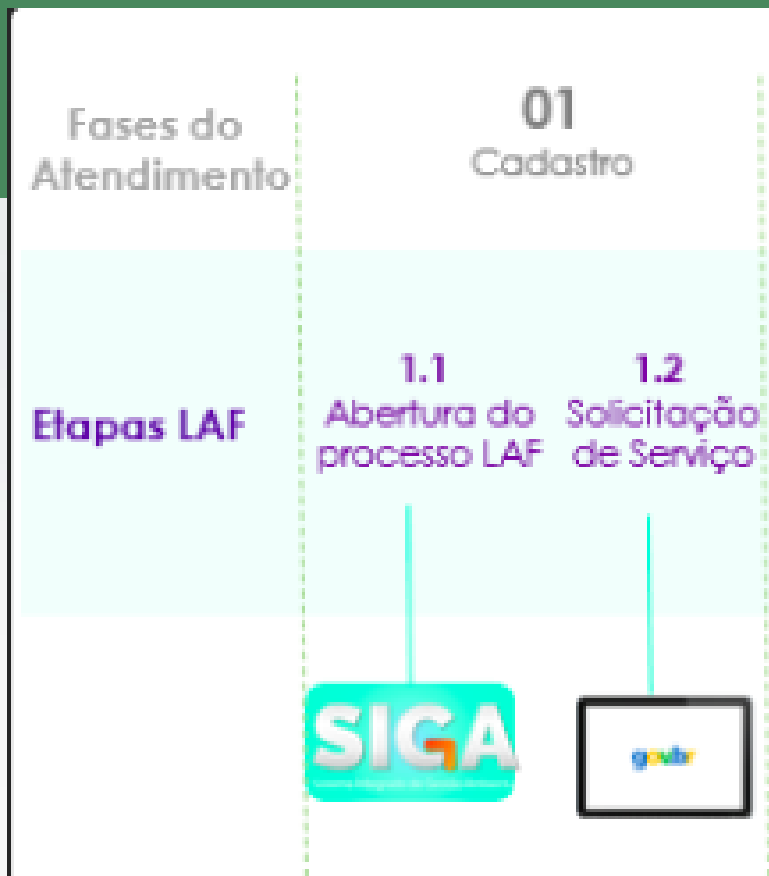 Fases do
Atendimento
01
Cadastro
Etapas LAF
1.1
Abertura do
processo LAF
1.2
Solicitação
de Serviço
SIGA
gov.br